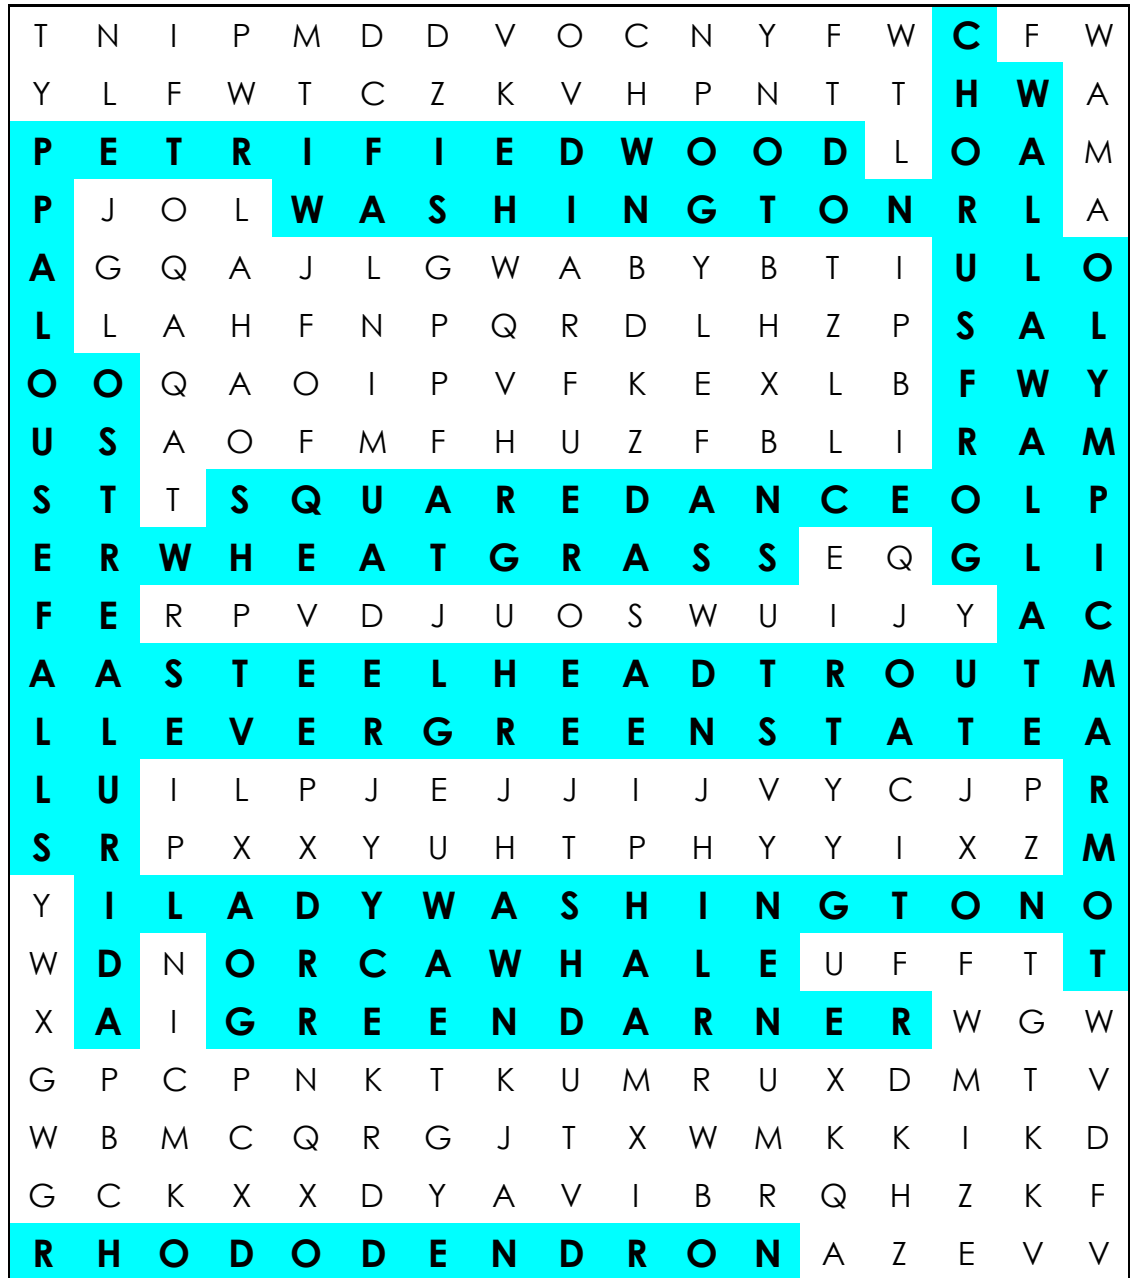 T N I P M D D V O C N Y F W C F W
Y L F W T C Z K V H P N T T H W A
P E T R I F I E D W O O D L O A M
P J O L W A S H I N G T O N R L A
A G Q A J L G W A B Y B T I U L O
L L A H F N P Q R D L H Z P S A L
O O Q A O I P V F K E X L B F W Y
U S A O F M F H U Z F B L I R A M
S T T S Q U A R E D A N C E O L P
E R W H E A T G R A S S E Q G L I
F E R P V D J U O S W U I J Y A C
A A S T E E L H E A D T R O U T M
L L E V E R G R E E N S T A T E A
L U I L P J E J J I J V Y C J P R
S R P X X Y U H T P H Y Y I X Z M
Y I L A D Y W A S H I N G T O N O
W D N O R C A W H A L E U F F T T
X A I G R E E N D A R N E R W G W
G P C P N K T K U M R U X D M T V
W B M C Q R G J T X W M K K I K D
G C K X X D Y A V I B R Q H Z K F
R H O D O D E N D R O N A Z E V V